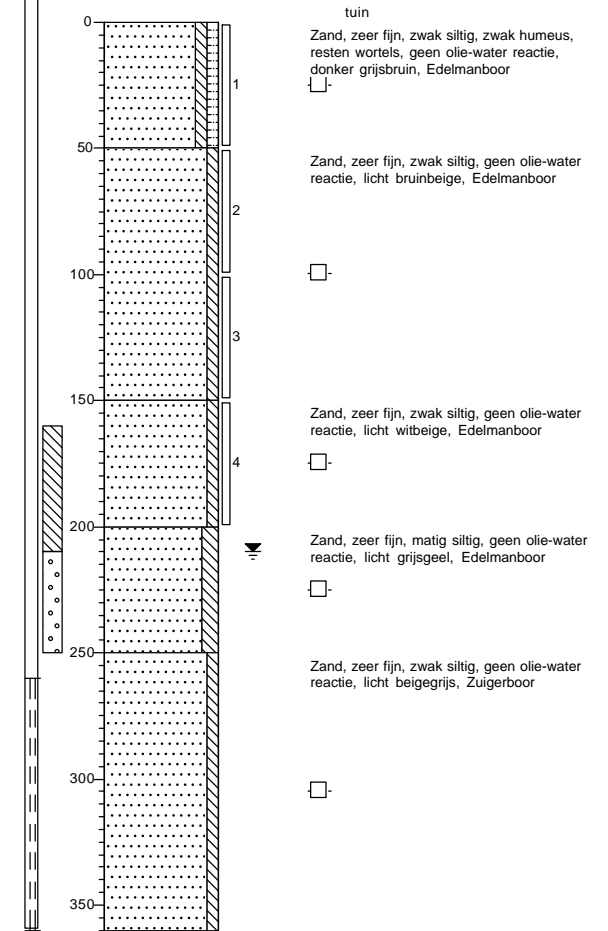 tuin
0
Zand, zeer fijn, zwak siltig, zwak humeus,
resten wortels, geen olie-water reactie,
donker grijsbruin, Edelmanboor
1
50
Zand, zeer fijn, zwak siltig, geen olie-water
reactie, licht bruinbeige, Edelmanboor
2
100
3
150
Zand, zeer fijn, zwak siltig, geen olie-water
reactie, licht witbeige, Edelmanboor
4
200
Zand, zeer fijn, matig siltig, geen olie-water
reactie, licht grijsgeel, Edelmanboor
250
Zand, zeer fijn, zwak siltig, geen olie-water
reactie, licht beigegrijs, Zuigerboor
300
350